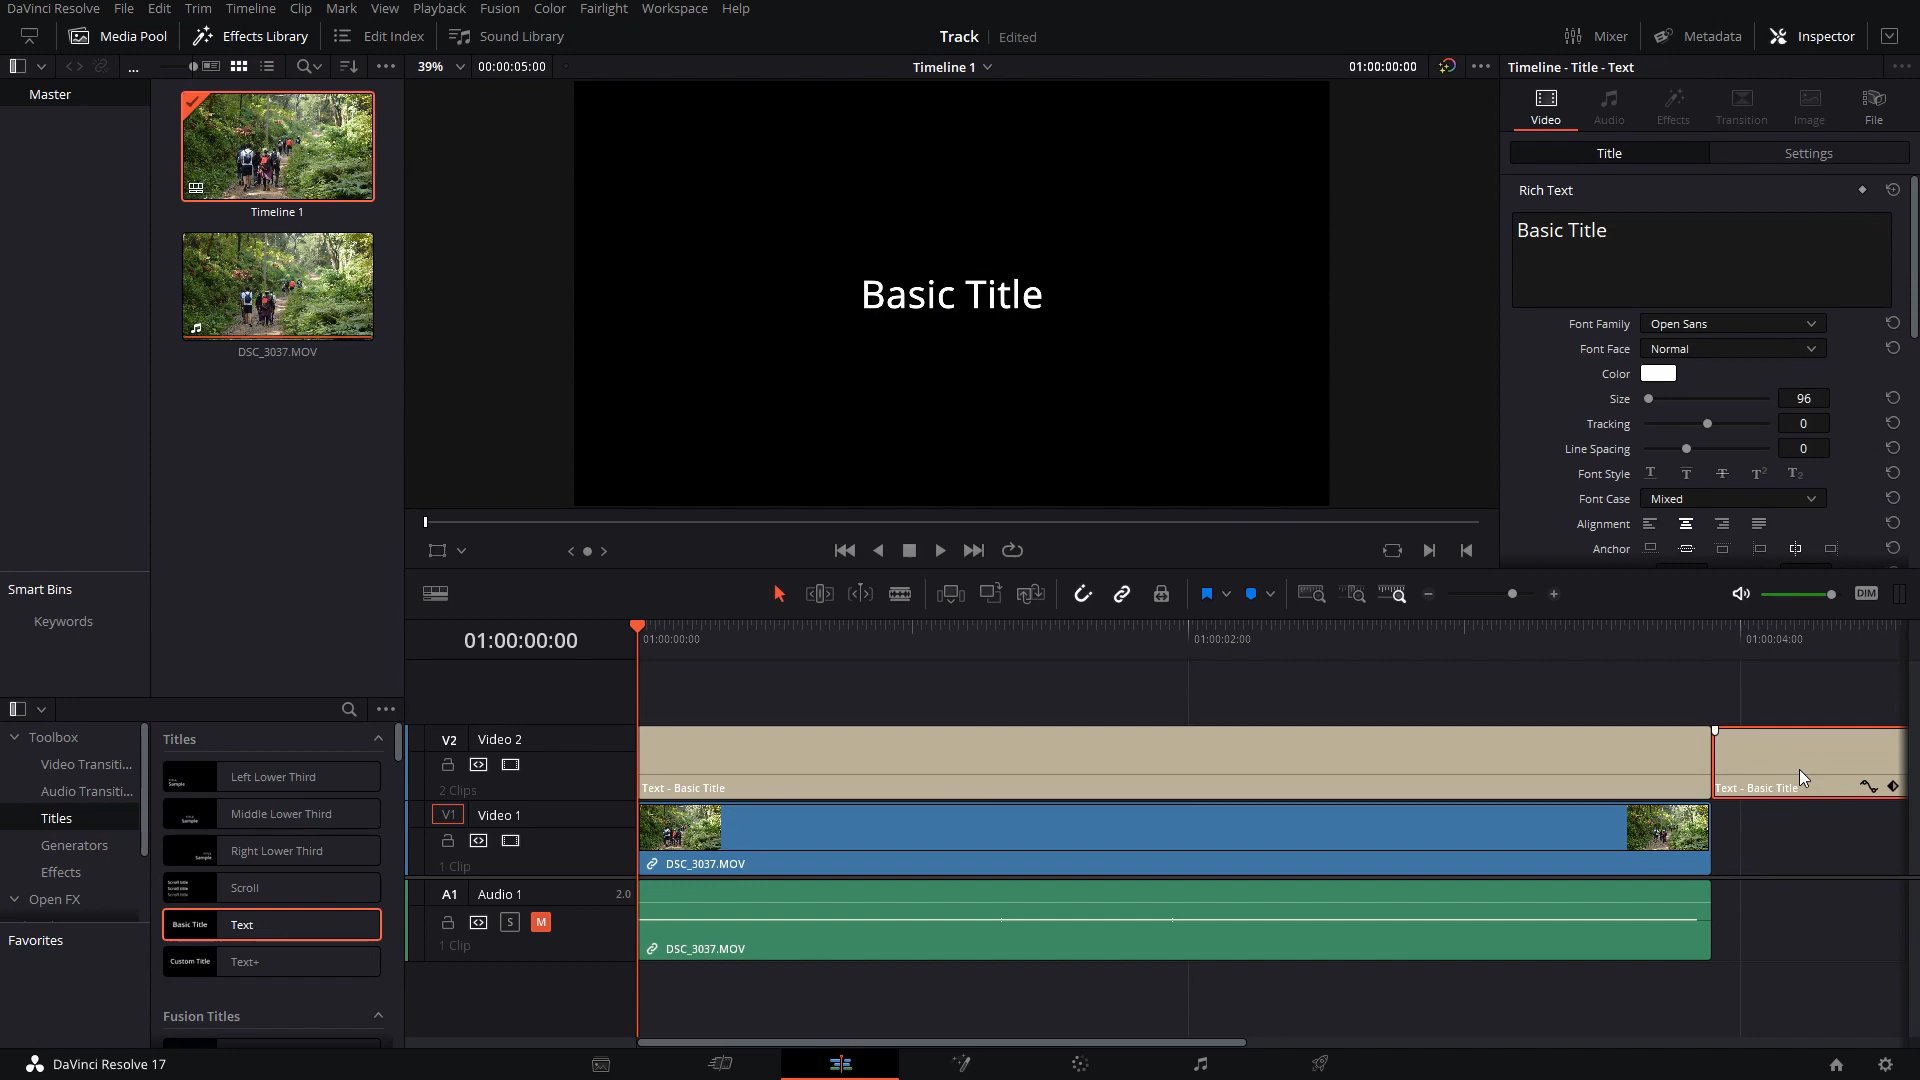 DaVinci Resolve File Edit Trim Timeline Clip Mark View Playback Fusion Color Fairlight Workspace Help
Media Pool Effects Library Edit Index Sound Library Track Edited Mixer Metadata Inspector
... 39% 00:00:05:00 Timeline 1 01:00:00:00 Timeline - Title - Text
Master
Timeline 1
DSC_3037.MOV
Smart Bins
Keywords
Basic Title
Video Audio Effects Transition Image File
Title Settings
Rich Text
Basic Title
Font Family Open Sans
Font Face Normal
Color
Size 96
Tracking 0
Line Spacing 0
Font Style T T T T2 T2
Font Case Mixed
Alignment
Anchor
DIM
Toolbox
Video Transiti...
Audio Transiti...
Titles
Generators
Effects
Open FX
Favorites
Titles
Left Lower Third
Middle Lower Third
Right Lower Third
Scroll
Basic Title Text
Custom Title Text+
Fusion Titles
01:00:00:00 01:00:00:00 01:00:02:00 01:00:04:00
V2 Video 2
2 Clips
Text - Basic Title Text - Basic Title
V1 Video 1
1 Clip
DSC_3037.MOV
A1 Audio 1 2.0
S M
1 Clip
DSC_3037.MOV
DaVinci Resolve 17